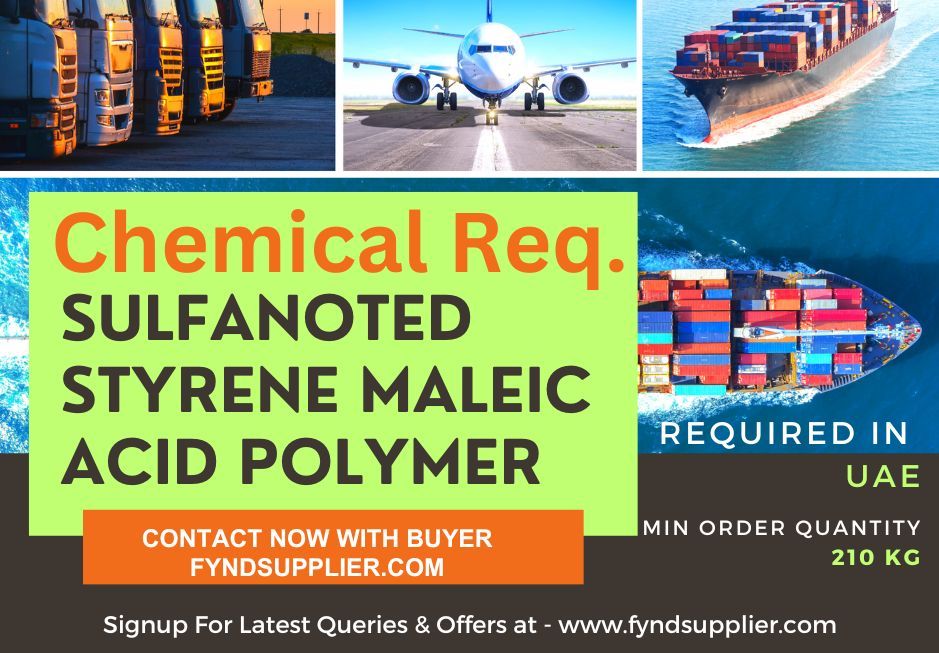 Chemical Req.
SULFANOTED
STYRENE MALEIC
ACID POLYMER
CONTACT NOW WITH BUYER
FYNDSUPPLIER.COM
REQUIRED IN
UAE
MIN ORDER QUANTITY
210 KG
Signup For Latest Queries & Offers at - www.fyndsupplier.com